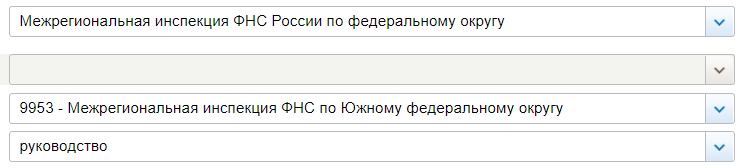 Межрегиональная инспекция ФНС России по федеральному округу
9953 - Межрегиональная инспекция ФНС по Южному федеральному округу
руководство